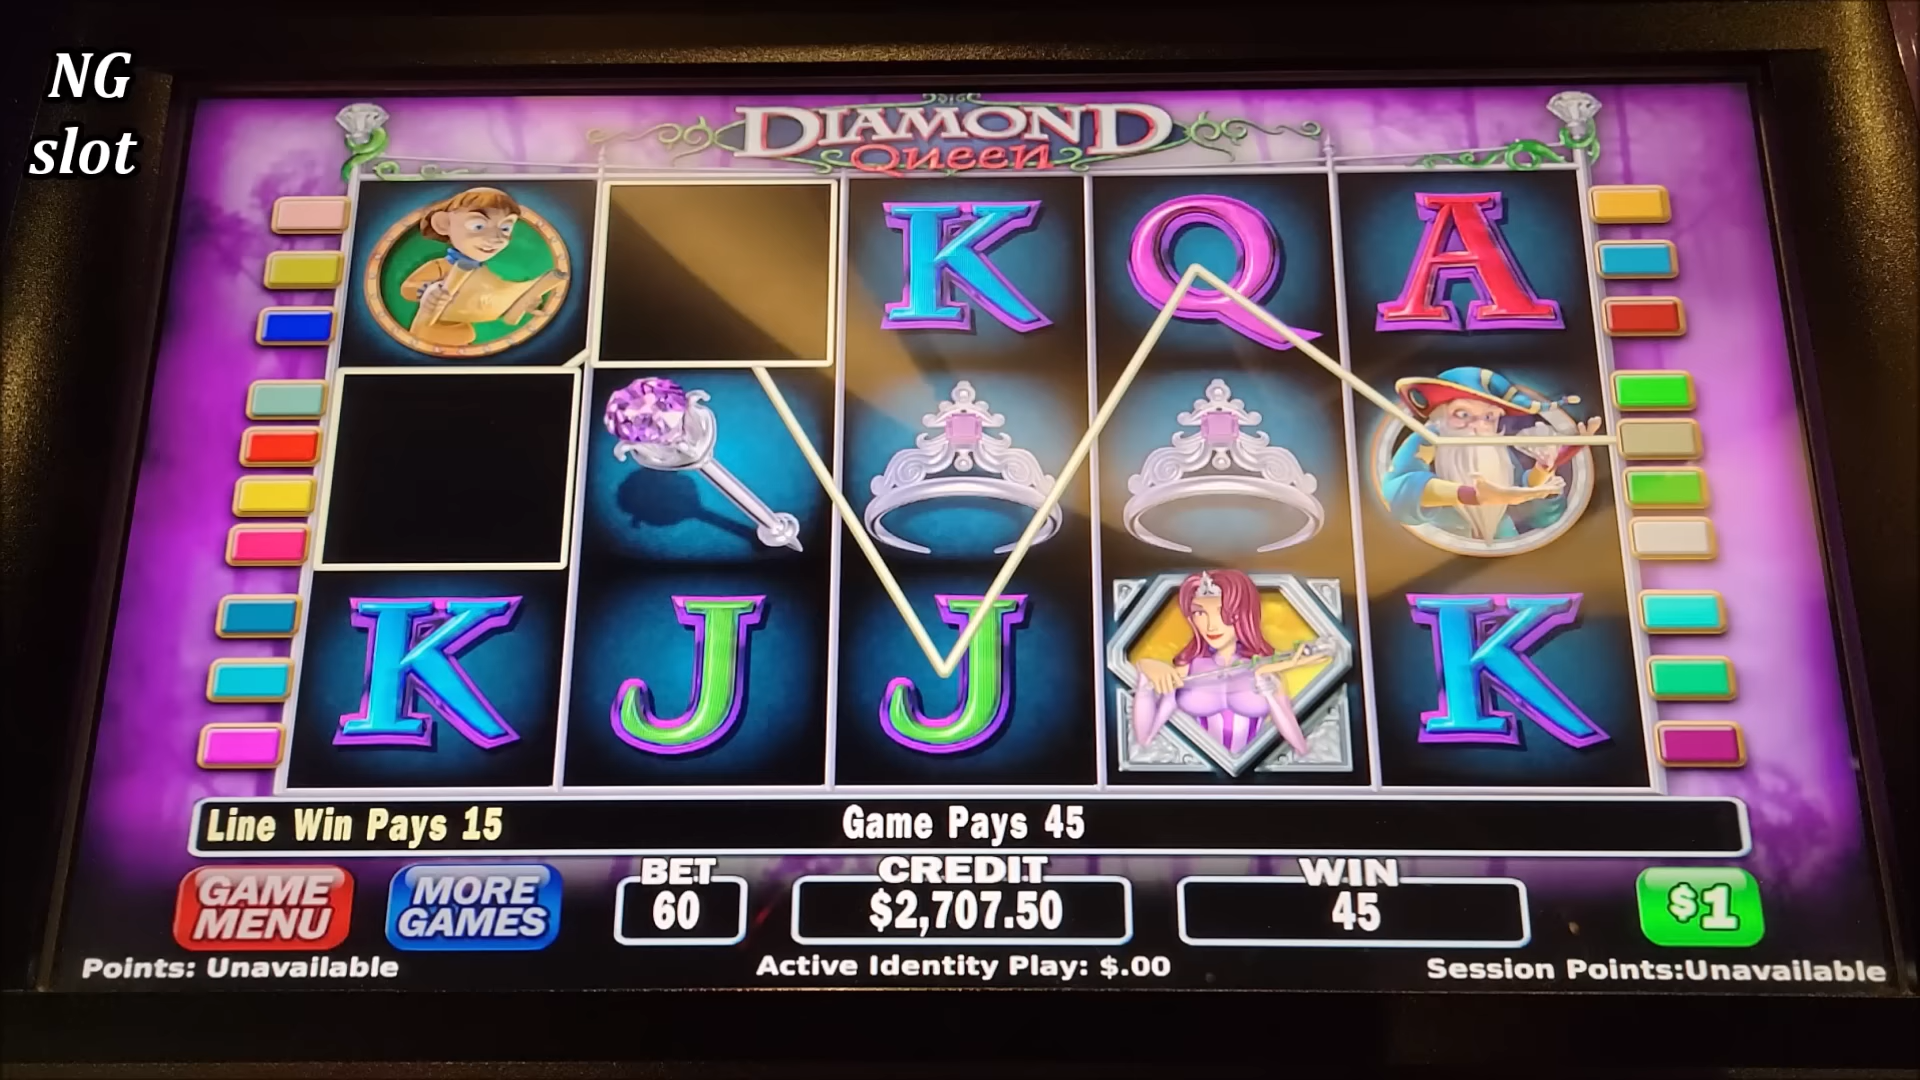 NG
slot
DIAMOND
Queen
K
Q
A
K
J
J
K
Line Win Pays 15
Game Pays 45
GAME
MENU
MORE
GAMES
BET
60
CREDIT
$2,707.50
WIN
45
$1
Points: Unavailable
Active Identity Play: $.00
Session Points:Unavailable